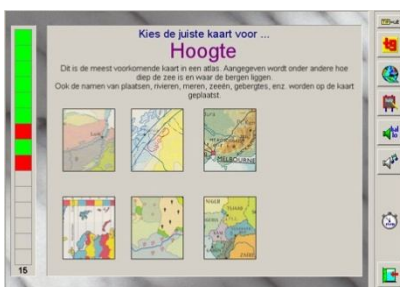 Kies de juiste kaart voor ...
Hoogte
Dit is de meest voorkomende kaart in een atlas. Aangegeven wordt onder andere hoe
diep de zee is en waar de bergen liggen.
Ook de namen van plaatsen, rivieren, meren, zeeën, gebergtes, enz. worden op de kaart
geplaatst.
MELBOURNE
NIGER
15